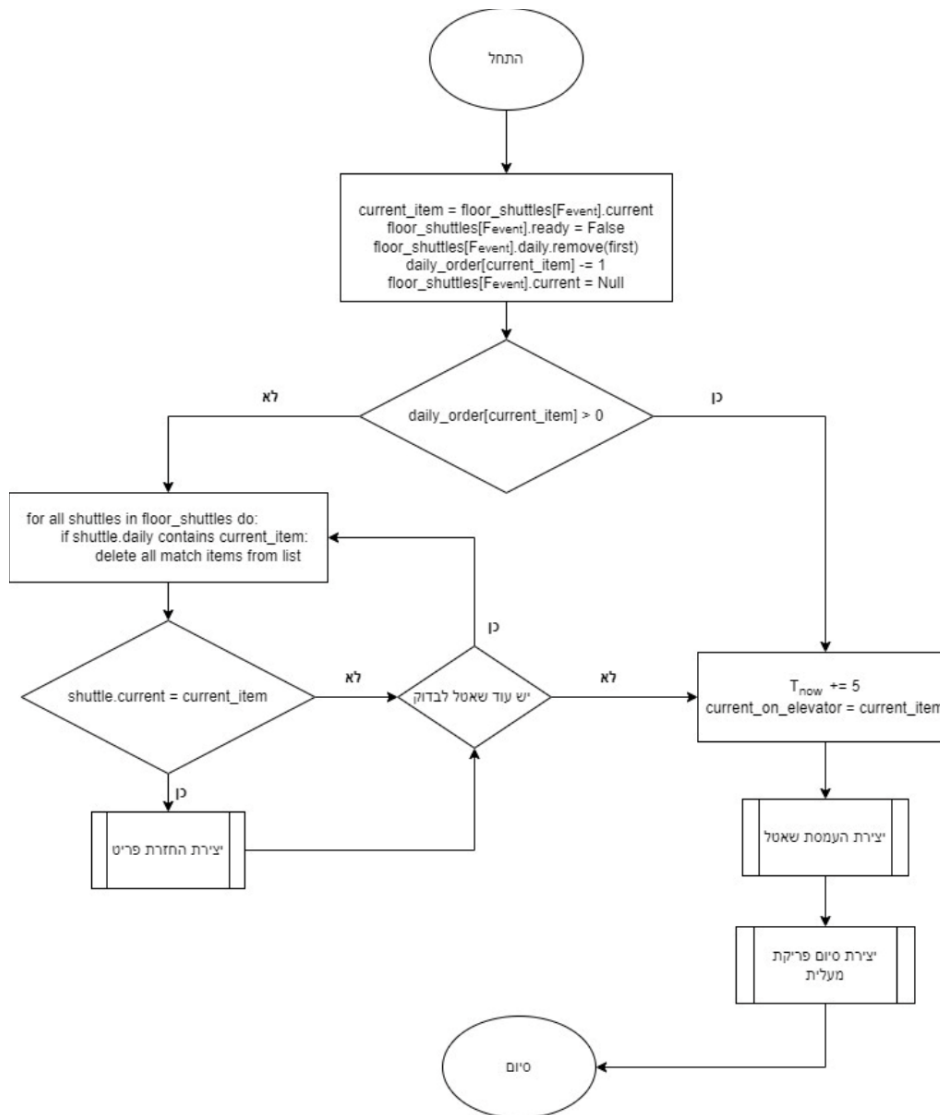 התחל
current_item = floor_shuttles[Fevent].current
floor_shuttles[Fevent].ready = False
floor_shuttles[Fevent].daily.remove(first)
daily_order[current_item] -= 1
floor_shuttles[Fevent].current = Null
daily_order[current_item] > 0
לא
כן
for all shuttles in floor_shuttles do:
if shuttle.daily contains current_item:
delete all match items from list
כן
shuttle.current = current_item
לא
יש עוד שאטל לבדוק
לא
Tnow += 5
current_on_elevator = current_item
כן
יצירת החזרת פריט
יצירת העמסת שאטל
יצירת סיום פריקת
מעלית
סיום